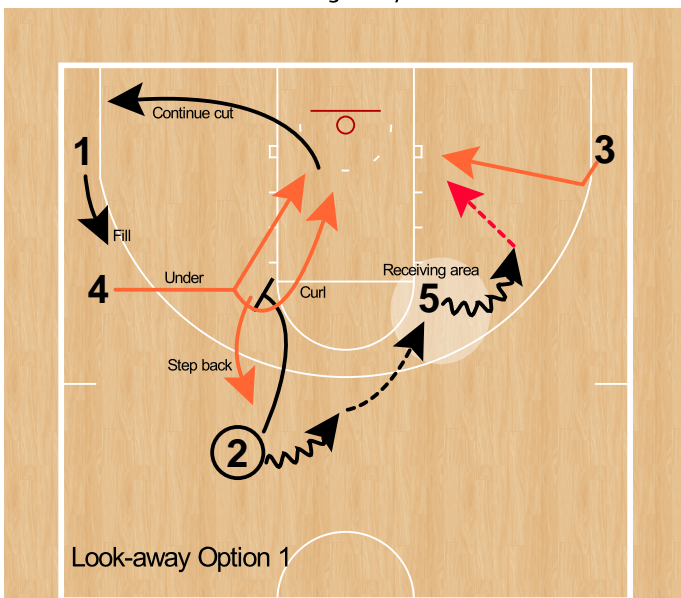 Continue cut
1
3
Fill
Under
4
Receiving area
5
Curl
Step back
2
Look-away Option 1